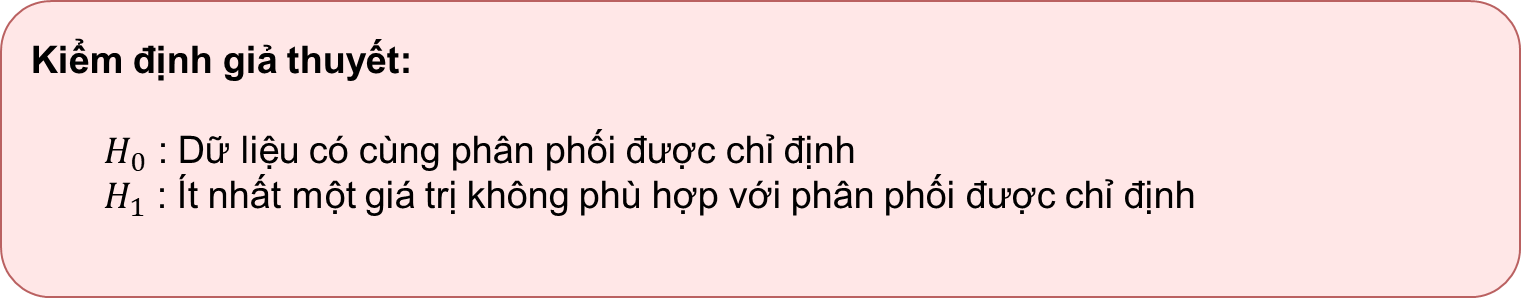 Kiểm định giả thuyết:
H₀ : Dữ liệu có cùng phân phối được chỉ định
H₁ : Ít nhất một giá trị không phù hợp với phân phối được chỉ định